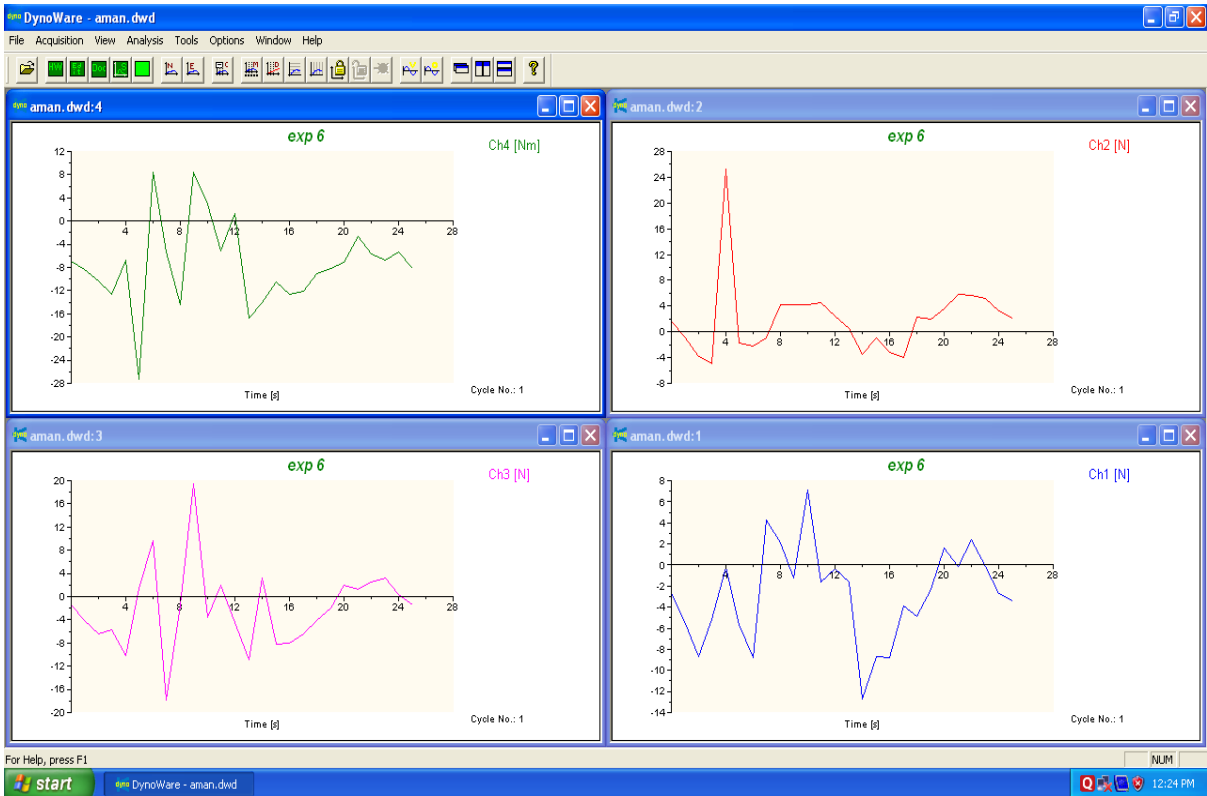 dyno DynoWare - aman.dwd
File Acquisition View Analysis Tools Options Window Help
dyno aman.dwd:4
exp 6
Ch4 [Nm]
12
8
4
0
-4
-8
-12
-16
-20
-24
-28
4 8 12 16 20 24 28
Time [s]
Cycle No.: 1
dyno aman.dwd:2
exp 6
Ch2 [N]
28
24
20
16
12
8
4
0
-4
-8
4 8 12 16 20 24 28
Time [s]
Cycle No.: 1
dyno aman.dwd:3
exp 6
Ch3 [N]
20
16
12
8
4
0
-4
-8
-12
-16
-20
4 8 12 16 20 24 28
Time [s]
Cycle No.: 1
dyno aman.dwd:1
exp 6
Ch1 [N]
8
6
4
2
0
-2
-4
-6
-8
-10
-12
-14
4 8 12 16 20 24 28
Time [s]
Cycle No.: 1
For Help, press F1
NUM
start
dyno DynoWare - aman.dwd
Q
12:24 PM